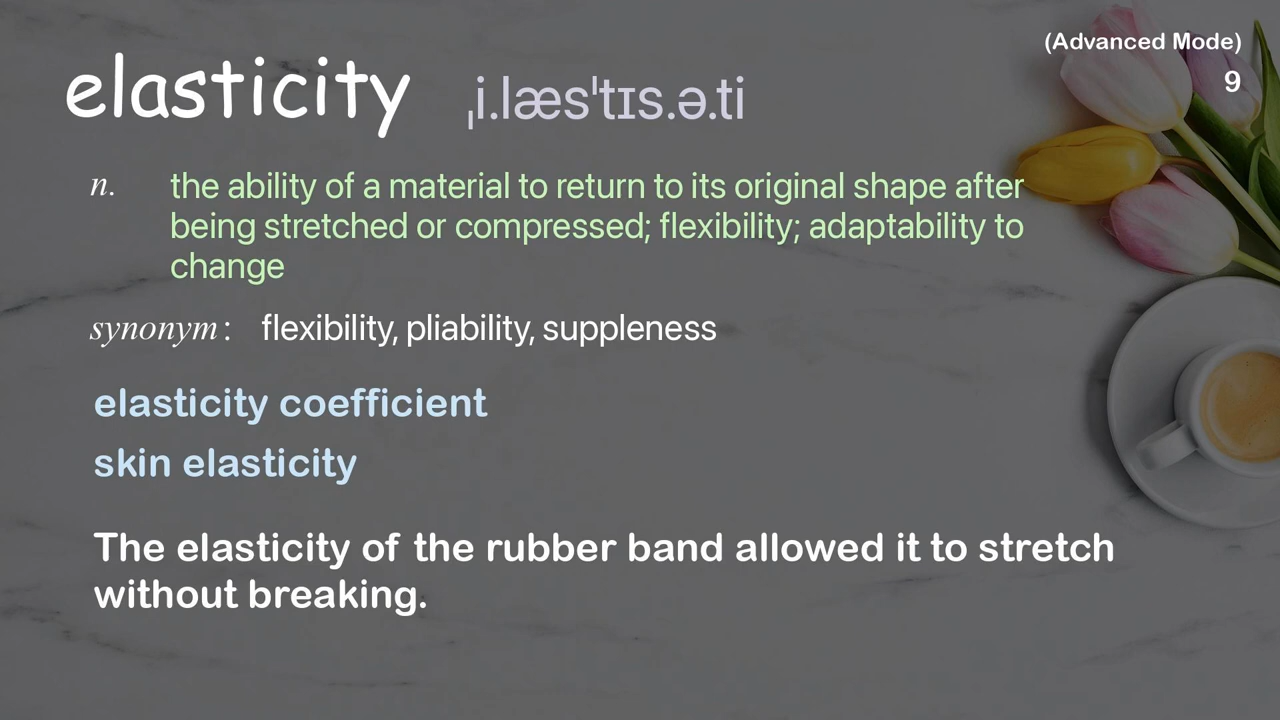 (Advanced Mode)
9
elasticity ˌi.læsˈtɪs.ə.ti
n. the ability of a material to return to its original shape after
being stretched or compressed; flexibility; adaptability to
change
synonym: flexibility, pliability, suppleness
elasticity coefficient
skin elasticity
The elasticity of the rubber band allowed it to stretch
without breaking.